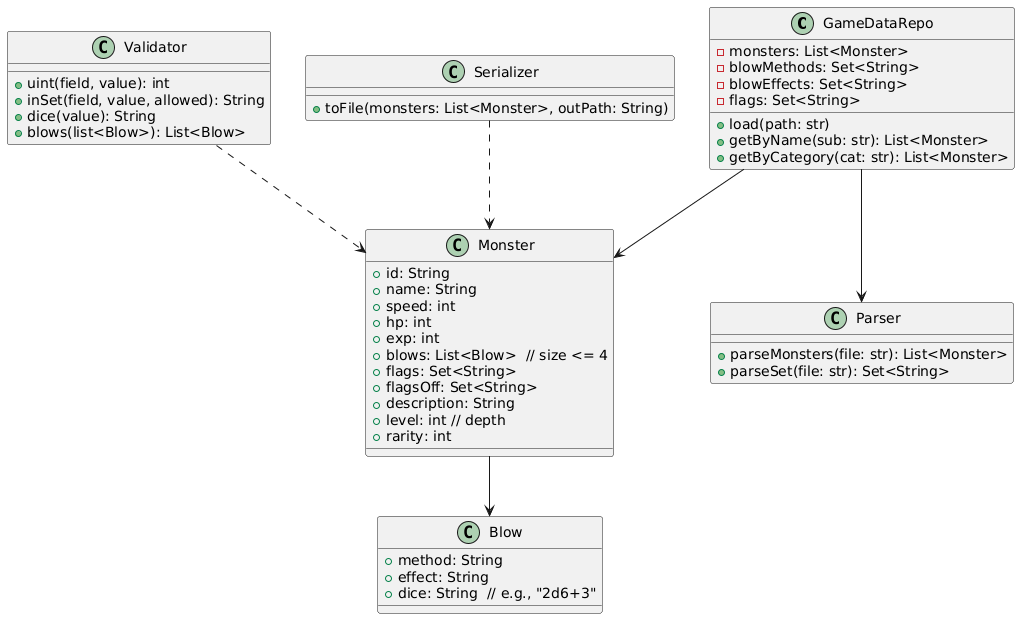 C Validator
uint(field, value): int
inSet(field, value, allowed): String
dice(value): String
blows(list<Blow>): List<Blow>
C Serializer
toFile(monsters: List<Monster>, outPath: String)
C GameDataRepo
monsters: List<Monster>
blowMethods: Set<String>
blowEffects: Set<String>
flags: Set<String>
load(path: str)
getByName(sub: str): List<Monster>
getByCategory(cat: str): List<Monster>
C Monster
id: String
name: String
speed: int
hp: int
exp: int
blows: List<Blow>  // size <= 4
flags: Set<String>
flagsOff: Set<String>
description: String
level: int // depth
rarity: int
C Parser
parseMonsters(file: str): List<Monster>
parseSet(file: str): Set<String>
C Blow
method: String
effect: String
dice: String  // e.g., "2d6+3"